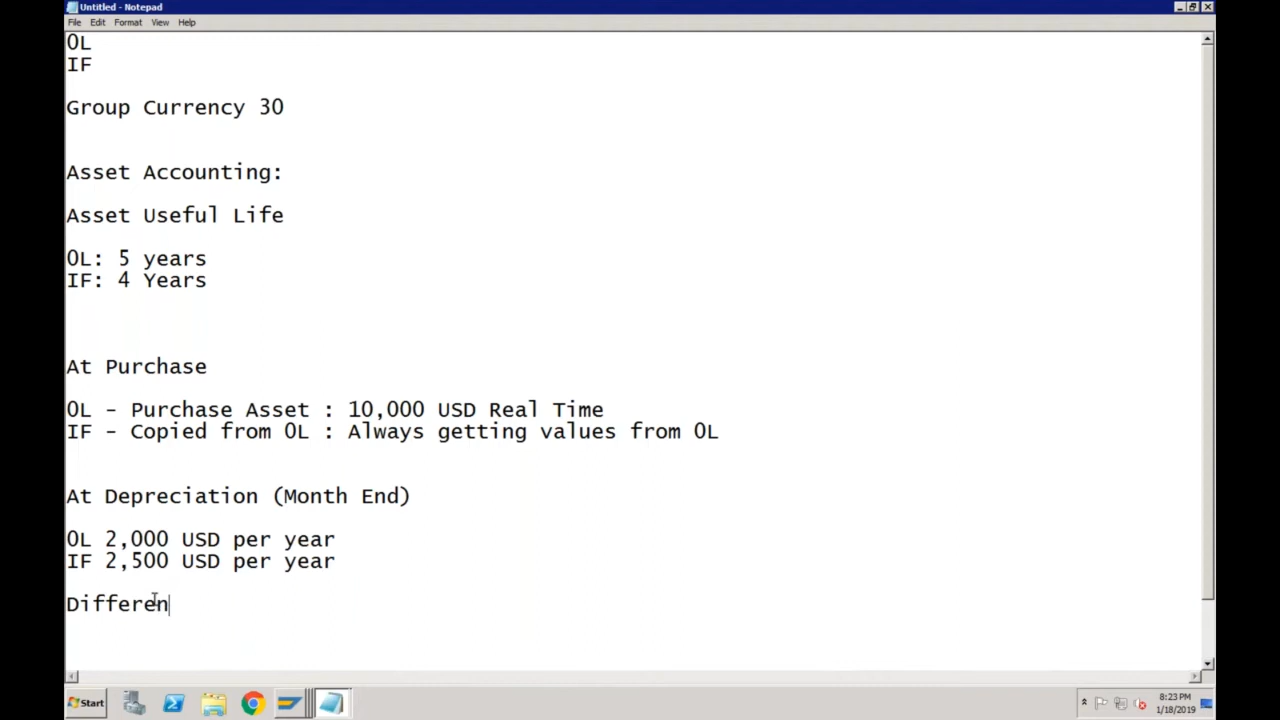 Untitled - Notepad
File Edit Format View Help
0L
IF
Group Currency 30
Asset Accounting:
Asset Useful Life
0L: 5 years
IF: 4 Years
At Purchase
0L - Purchase Asset : 10,000 USD Real Time
IF - Copied from 0L : Always getting values from 0L
At Depreciation (Month End)
0L 2,000 USD per year
IF 2,500 USD per year
Differen
Start
8:23 PM
1/18/2019